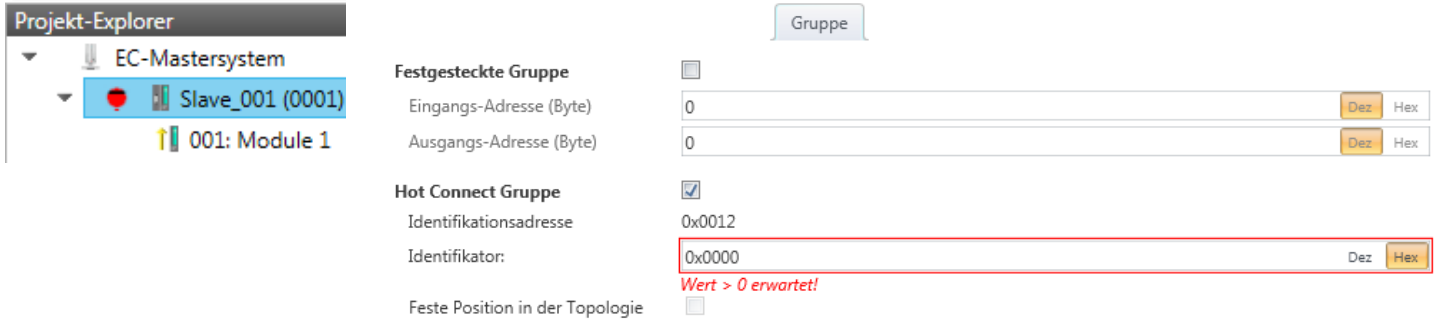 Projekt-Explorer
EC-Mastersystem
Slave_001 (0001)
001: Module 1
Gruppe
Festgesteckte Gruppe
Eingangs-Adresse (Byte) 0 Dez Hex
Ausgangs-Adresse (Byte) 0 Dez Hex
Hot Connect Gruppe
Identifikationsadresse 0x0012
Identifikator: 0x0000 Dez Hex
Wert > 0 erwartet!
Feste Position in der Topologie